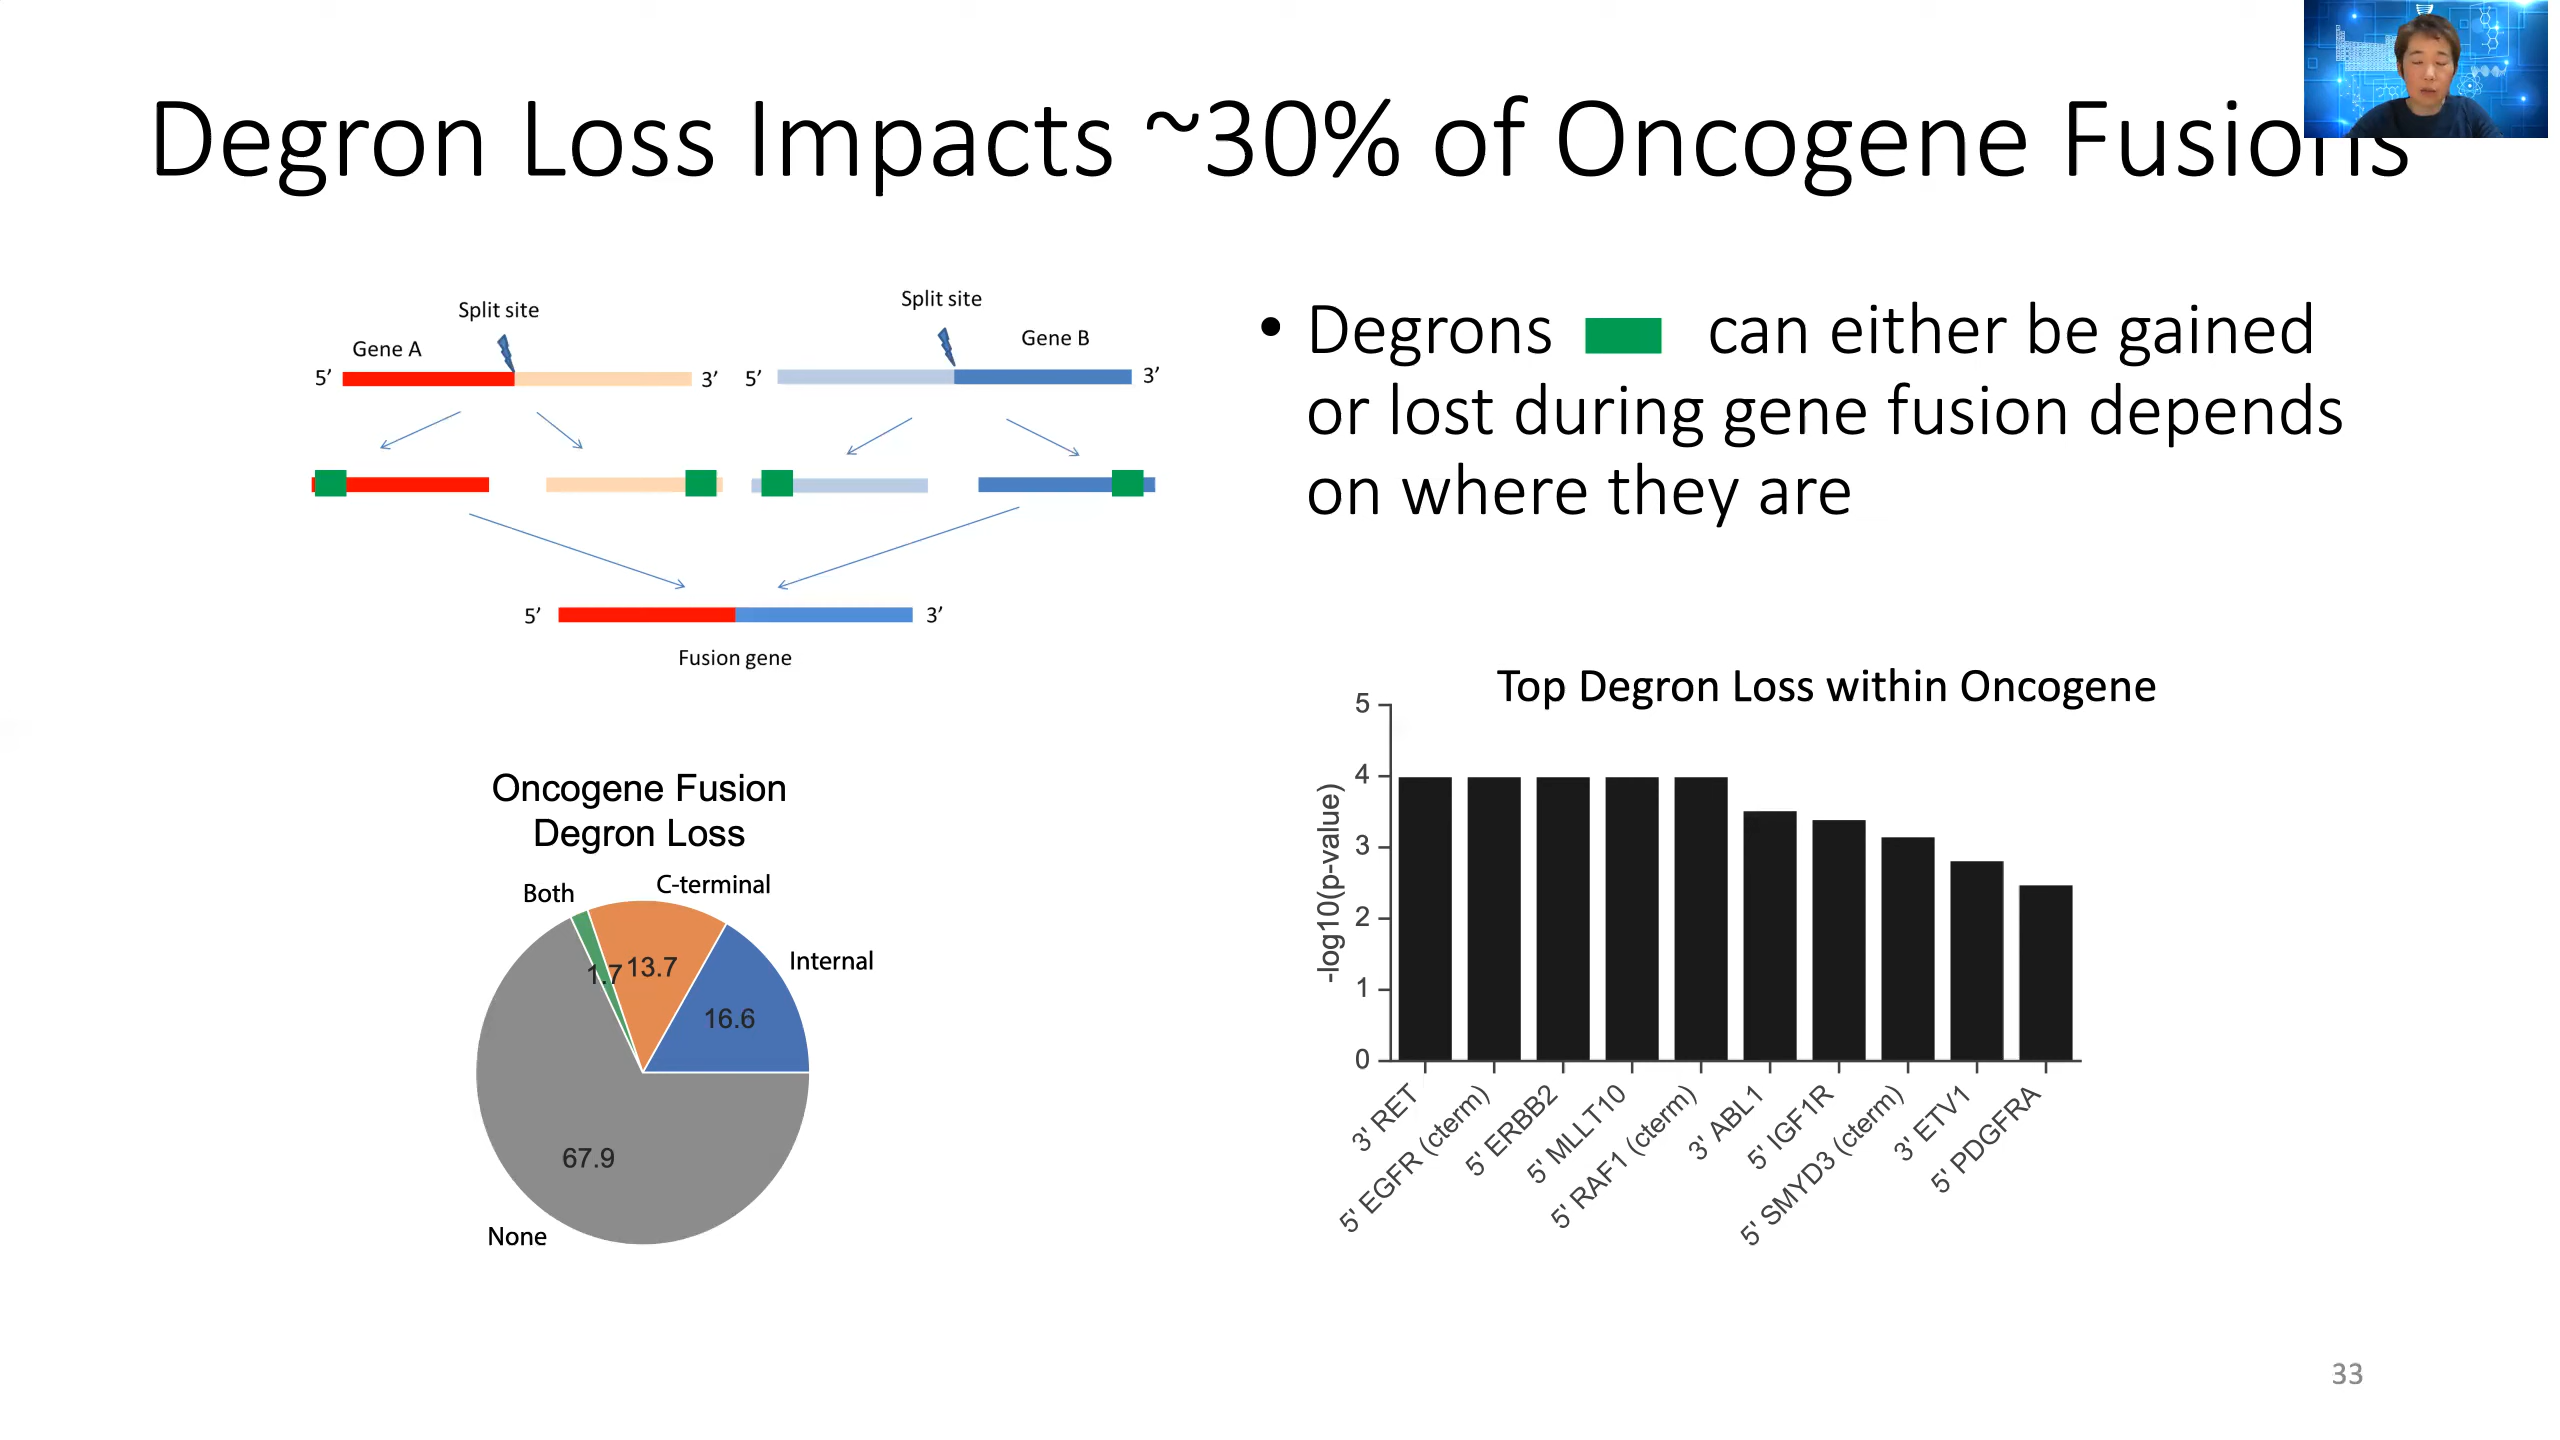 Degron Loss Impacts ~30% of Oncogene Fusions
Split site
Gene A
5’
3’
Split site
Gene B
5’
3’
5’
3’
Fusion gene
• Degrons can either be gained
or lost during gene fusion depends
on where they are
Oncogene Fusion
Degron Loss
Both
C-terminal
Internal
None
1.7
13.7
16.6
67.9
Top Degron Loss within Oncogene
-log10(p-value)
5
4
3
2
1
0
3' RET
5' EGFR (cterm)
5' ERBB2
5' MLLT10
5' RAF1 (cterm)
3' ABL1
5' IGF1R
5' SMYD3 (cterm)
3' ETV1
5' PDGFRA
33